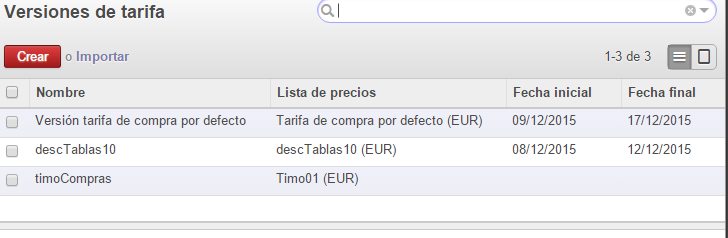 Versiones de tarifa
Crear o Importar
1-3 de 3
Nombre Lista de precios Fecha inicial Fecha final
Versión tarifa de compra por defecto Tarifa de compra por defecto (EUR) 09/12/2015 17/12/2015
descTablas10 descTablas10 (EUR) 08/12/2015 12/12/2015
timoCompras Timo01 (EUR)